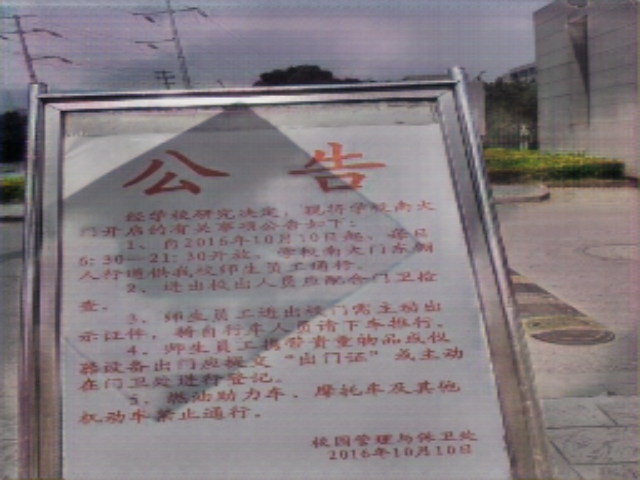 公告
经学校研究决定，现将学校南大
门开启的有关事项公告如下：
1、自2016年10月10日起，每日
6:30—21:30开放，学校南大门东侧
人行道供我校师生员工通行。
2、进出校出人员应配合门卫检
查。
3、师生员工进出校门需主动出
示证件，骑自行车人员请下车推行。
4、师生员工携带贵重物品或仪
器设备出门应提交“出门证”或主动
在门卫处进行登记。
5、燃油助力车、摩托车及其他
机动车禁止通行。
校园管理与保卫处
2016年10月10日